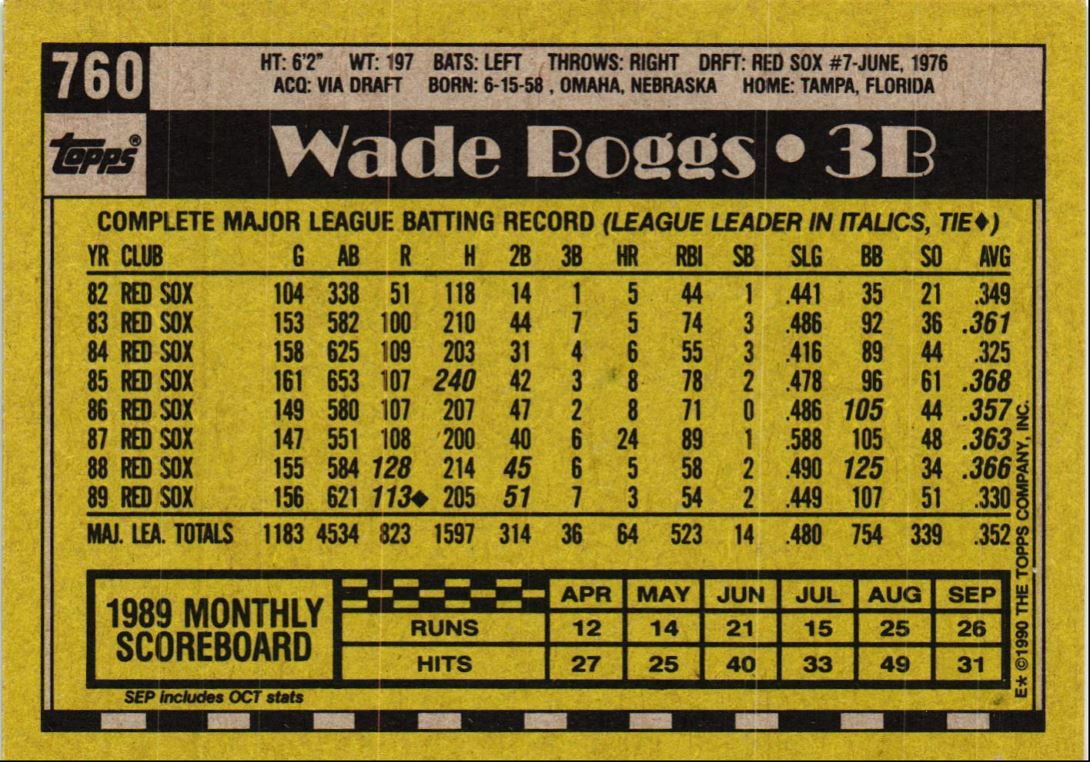 760
HT: 6'2" WT: 197 BATS: LEFT THROWS: RIGHT DRFT: RED SOX #7-JUNE, 1976
ACQ: VIA DRAFT BORN: 6-15-58 , OMAHA, NEBRASKA HOME: TAMPA, FLORIDA
topps®
Wade Boggs • 3B
COMPLETE MAJOR LEAGUE BATTING RECORD (LEAGUE LEADER IN ITALICS, TIE♦)
YR CLUB G AB R H 2B 3B HR RBI SB SLG BB SO AVG
82 RED SOX 104 338 51 118 14 1 5 44 1 .441 35 21 .349
83 RED SOX 153 582 100 210 44 7 5 74 3 .486 92 36 .361
84 RED SOX 158 625 109 203 31 4 6 55 3 .416 89 44 .325
85 RED SOX 161 653 107 240 42 3 8 78 2 .478 96 61 .368
86 RED SOX 149 580 107 207 47 2 8 71 0 .486 105 44 .357
87 RED SOX 147 551 108 200 40 6 24 89 1 .588 105 48 .363
88 RED SOX 155 584 128 214 45 6 5 58 2 .490 125 34 .366
89 RED SOX 156 621 113♦ 205 51 7 3 54 2 .449 107 51 .330
MAJ. LEA. TOTALS 1183 4534 823 1597 314 36 64 523 14 .480 754 339 .352
1989 MONTHLY
SCOREBOARD
APR MAY JUN JUL AUG SEP
RUNS 12 14 21 15 25 26
HITS 27 25 40 33 49 31
SEP includes OCT stats
E* ©1990 THE TOPPS COMPANY, INC.